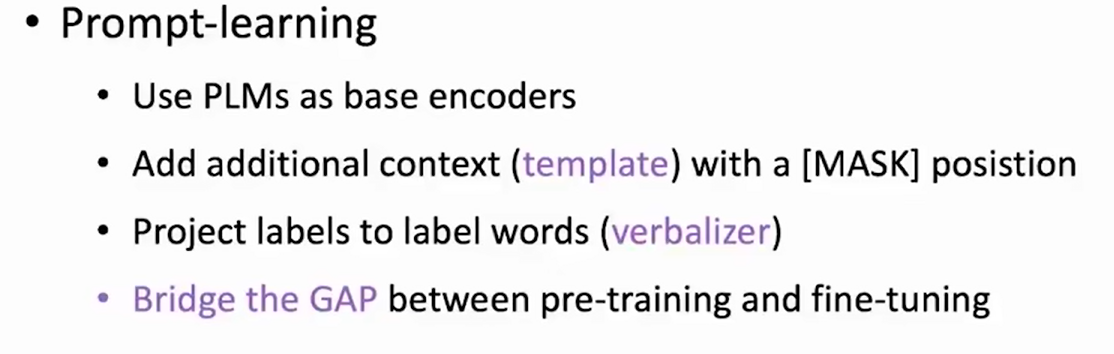 • Prompt-learning
• Use PLMs as base encoders
• Add additional context (template) with a [MASK] posistion
• Project labels to label words (verbalizer)
• Bridge the GAP between pre-training and fine-tuning